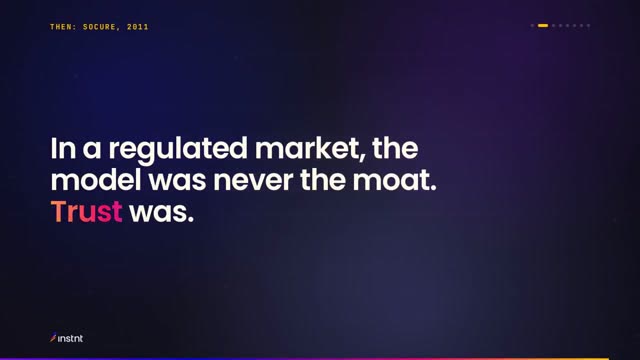 THEN: SOCURE, 2011
In a regulated market, the
model was never the moat.
Trust was.
instnt